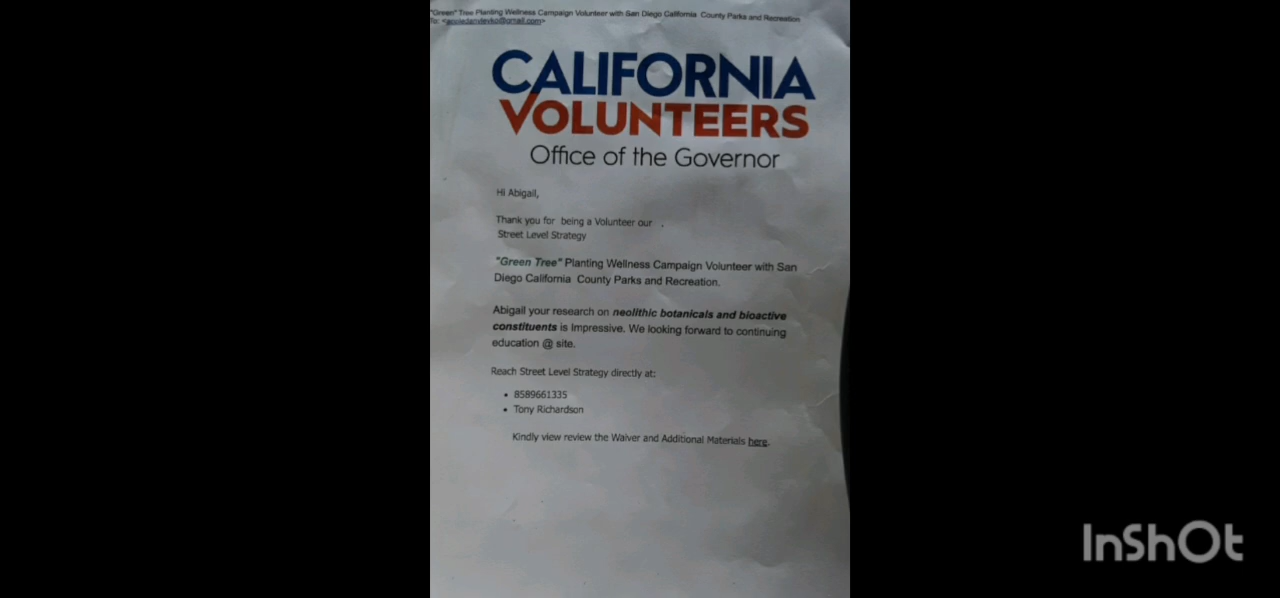 "Green" Tree Planting Wellness Campaign Volunteer with San Diego California County Parks and Recreation
To:
CALIFORNIA
VOLUNTEERS
Office of the Governor
Hi Abigail,
Thank you for being a Volunteer our .
Street Level Strategy
"Green Tree" Planting Wellness Campaign Volunteer with San
Diego California County Parks and Recreation.
Abigail your research on neolithic botanicals and bioactive
constituents is Impressive. We looking forward to continuing
education @ site.
Reach Street Level Strategy directly at:
• 8589661335
• Tony Richardson
Kindly view review the Waiver and Additional Materials here.
InShOt